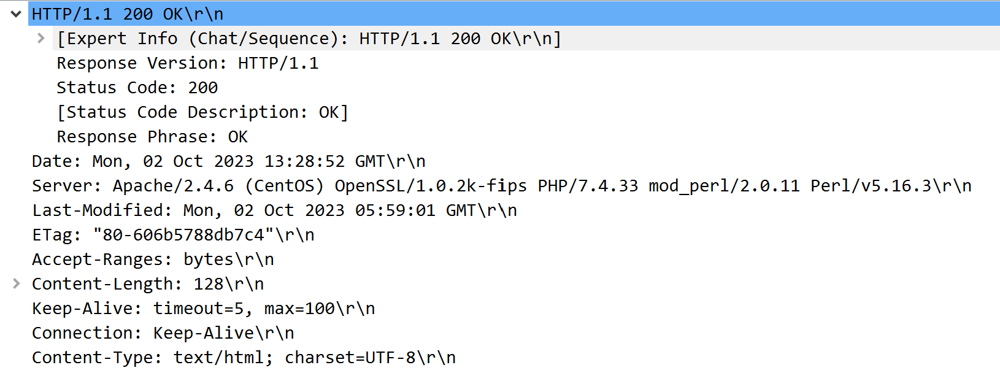 HTTP/1.1 200 OK\r\n
[Expert Info (Chat/Sequence): HTTP/1.1 200 OK\r\n]
Response Version: HTTP/1.1
Status Code: 200
[Status Code Description: OK]
Response Phrase: OK
Date: Mon, 02 Oct 2023 13:28:52 GMT\r\n
Server: Apache/2.4.6 (CentOS) OpenSSL/1.0.2k-fips PHP/7.4.33 mod_perl/2.0.11 Perl/v5.16.3\r\n
Last-Modified: Mon, 02 Oct 2023 05:59:01 GMT\r\n
ETag: "80-606b5788db7c4"\r\n
Accept-Ranges: bytes\r\n
Content-Length: 128\r\n
Keep-Alive: timeout=5, max=100\r\n
Connection: Keep-Alive\r\n
Content-Type: text/html; charset=UTF-8\r\n